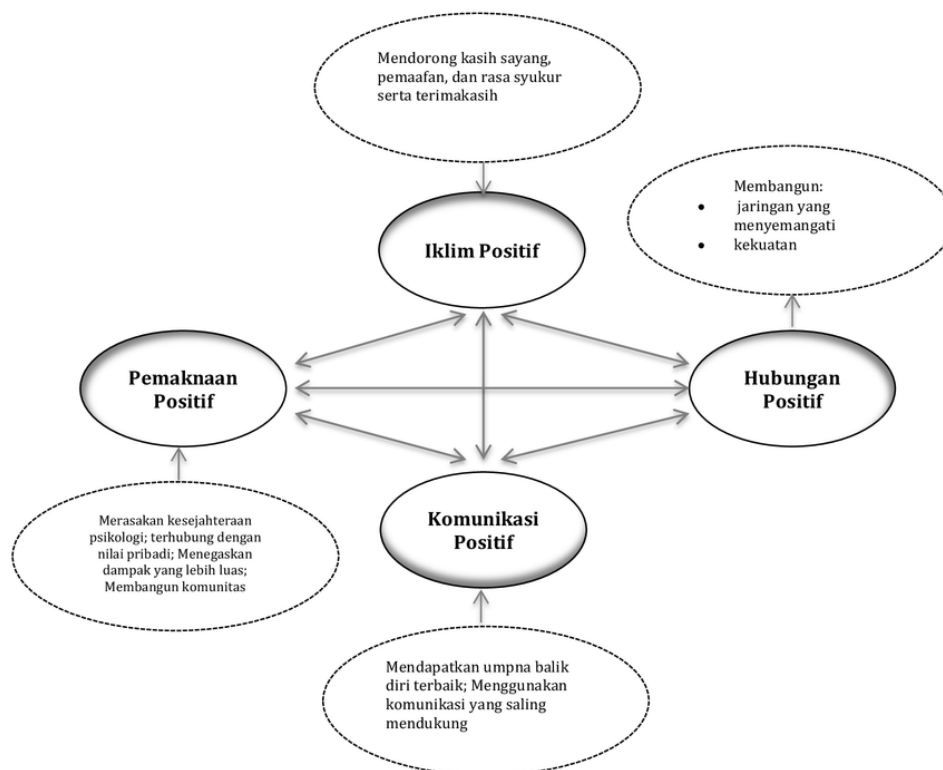 Mendorong kasih sayang,
pemaafan, dan rasa syukur
serta terimakasih
Membangun:
• jaringan yang
menyemangati
• kekuatan
Iklim Positif
Pemaknaan
Positif
Hubungan
Positif
Komunikasi
Positif
Merasakan kesejahteraan
psikologi; terhubung dengan
nilai pribadi; Menegaskan
dampak yang lebih luas;
Membangun komunitas
Mendapatkan umpna balik
diri terbaik; Menggunakan
komunikasi yang saling
mendukung